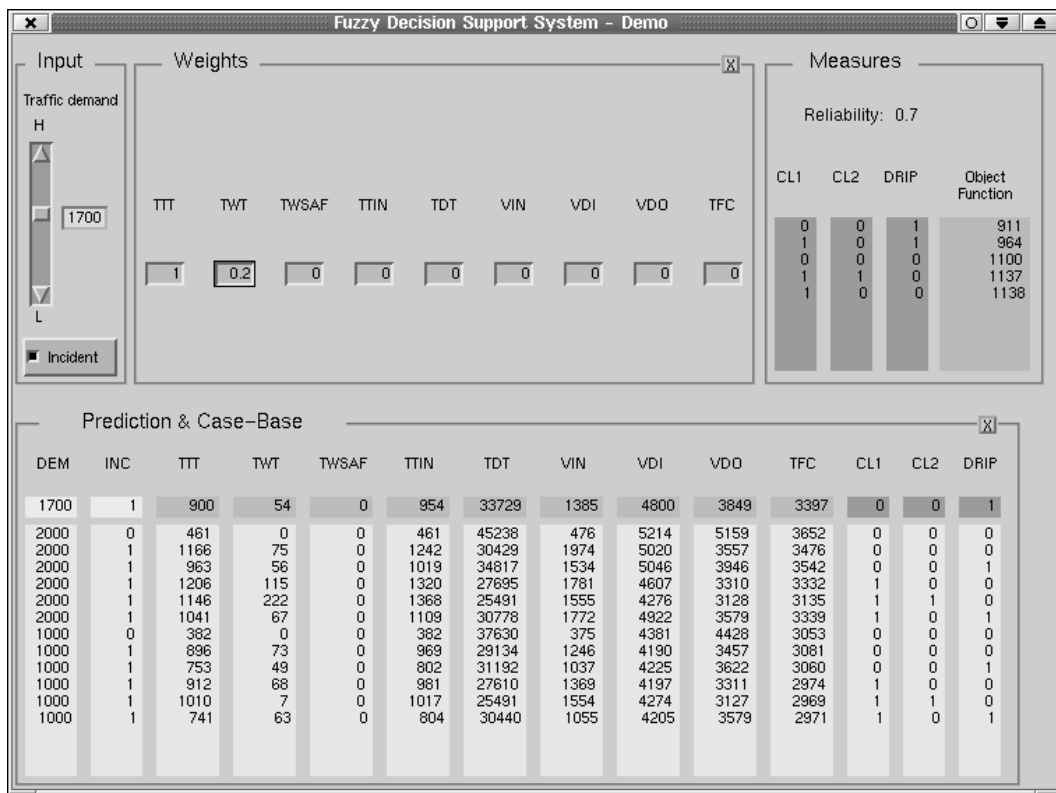 Fuzzy Decision Support System - Demo
Input
Traffic demand
H
1700
L
Incident
Weights
X
TTT TWT TWSAF TTIN TDT VIN VDI VDO TFC
1 0.2 0 0 0 0 0 0 0
Measures
Reliability: 0.7
CL1 CL2 DRIP Object Function
0 0 1 911
1 0 1 964
0 0 0 1100
1 1 0 1137
1 0 0 1138
Prediction & Case-Base
X
DEM INC TTT TWT TWSAF TTIN TDT VIN VDI VDO TFC CL1 CL2 DRIP
1700 1 900 54 0 954 33729 1385 4800 3849 3397 0 0 1
2000 0 461 0 0 461 45238 476 5214 5159 3652 0 0 0
2000 1 1166 75 0 1242 30429 1974 5020 3557 3476 0 0 0
2000 1 963 56 0 1019 34817 1534 5046 3946 3542 0 0 1
2000 1 1206 115 0 1320 27695 1781 4607 3310 3332 1 0 0
2000 1 1146 222 0 1368 25491 1555 4276 3128 3135 1 1 0
2000 1 1041 67 0 1109 30778 1772 4922 3579 3339 1 0 1
1000 0 382 0 0 382 37630 375 4381 4428 3053 0 0 0
1000 1 896 73 0 969 29134 1246 4190 3457 3081 0 0 0
1000 1 753 49 0 802 31192 1037 4225 3622 3060 0 0 1
1000 1 912 68 0 981 27610 1369 4197 3311 2974 1 0 0
1000 1 1010 7 0 1017 25491 1554 4274 3127 2969 1 1 0
1000 1 741 63 0 804 30440 1055 4205 3579 2971 1 0 1